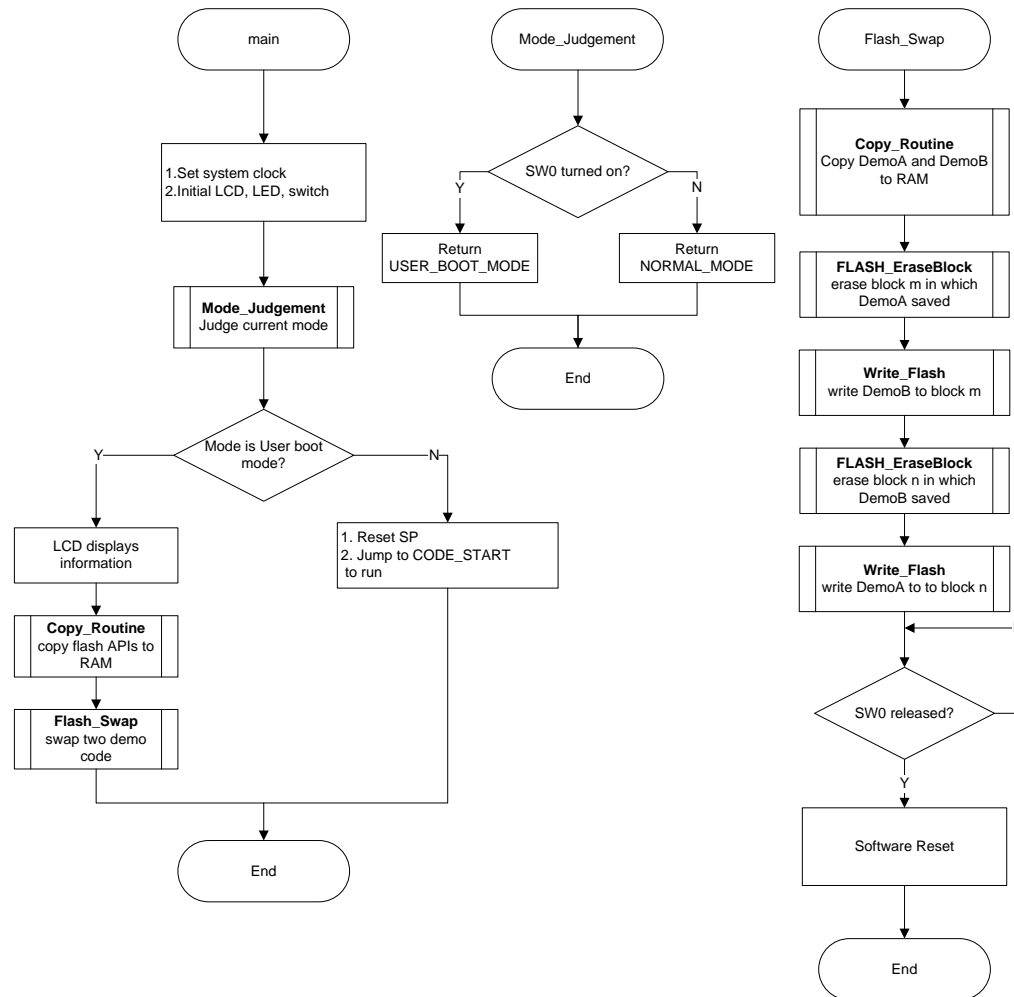 main
1.Set system clock
2.Initial LCD, LED, switch
Mode_Judgement
Judge current mode
Mode is User boot
mode?
Y
N
LCD displays
information
1. Reset SP
2. Jump to CODE_START
to run
Copy_Routine
copy flash APIs to
RAM
Flash_Swap
swap two demo
code
End
Mode_Judgement
SW0 turned on?
Y
N
Return
USER_BOOT_MODE
Return
NORMAL_MODE
End
Flash_Swap
Copy_Routine
Copy DemoA and DemoB
to RAM
FLASH_EraseBlock
erase block m in which
DemoA saved
Write_Flash
write DemoB to block m
FLASH_EraseBlock
erase block n in which
DemoB saved
Write_Flash
write DemoA to to block n
SW0 released?
Y
Software Reset
End